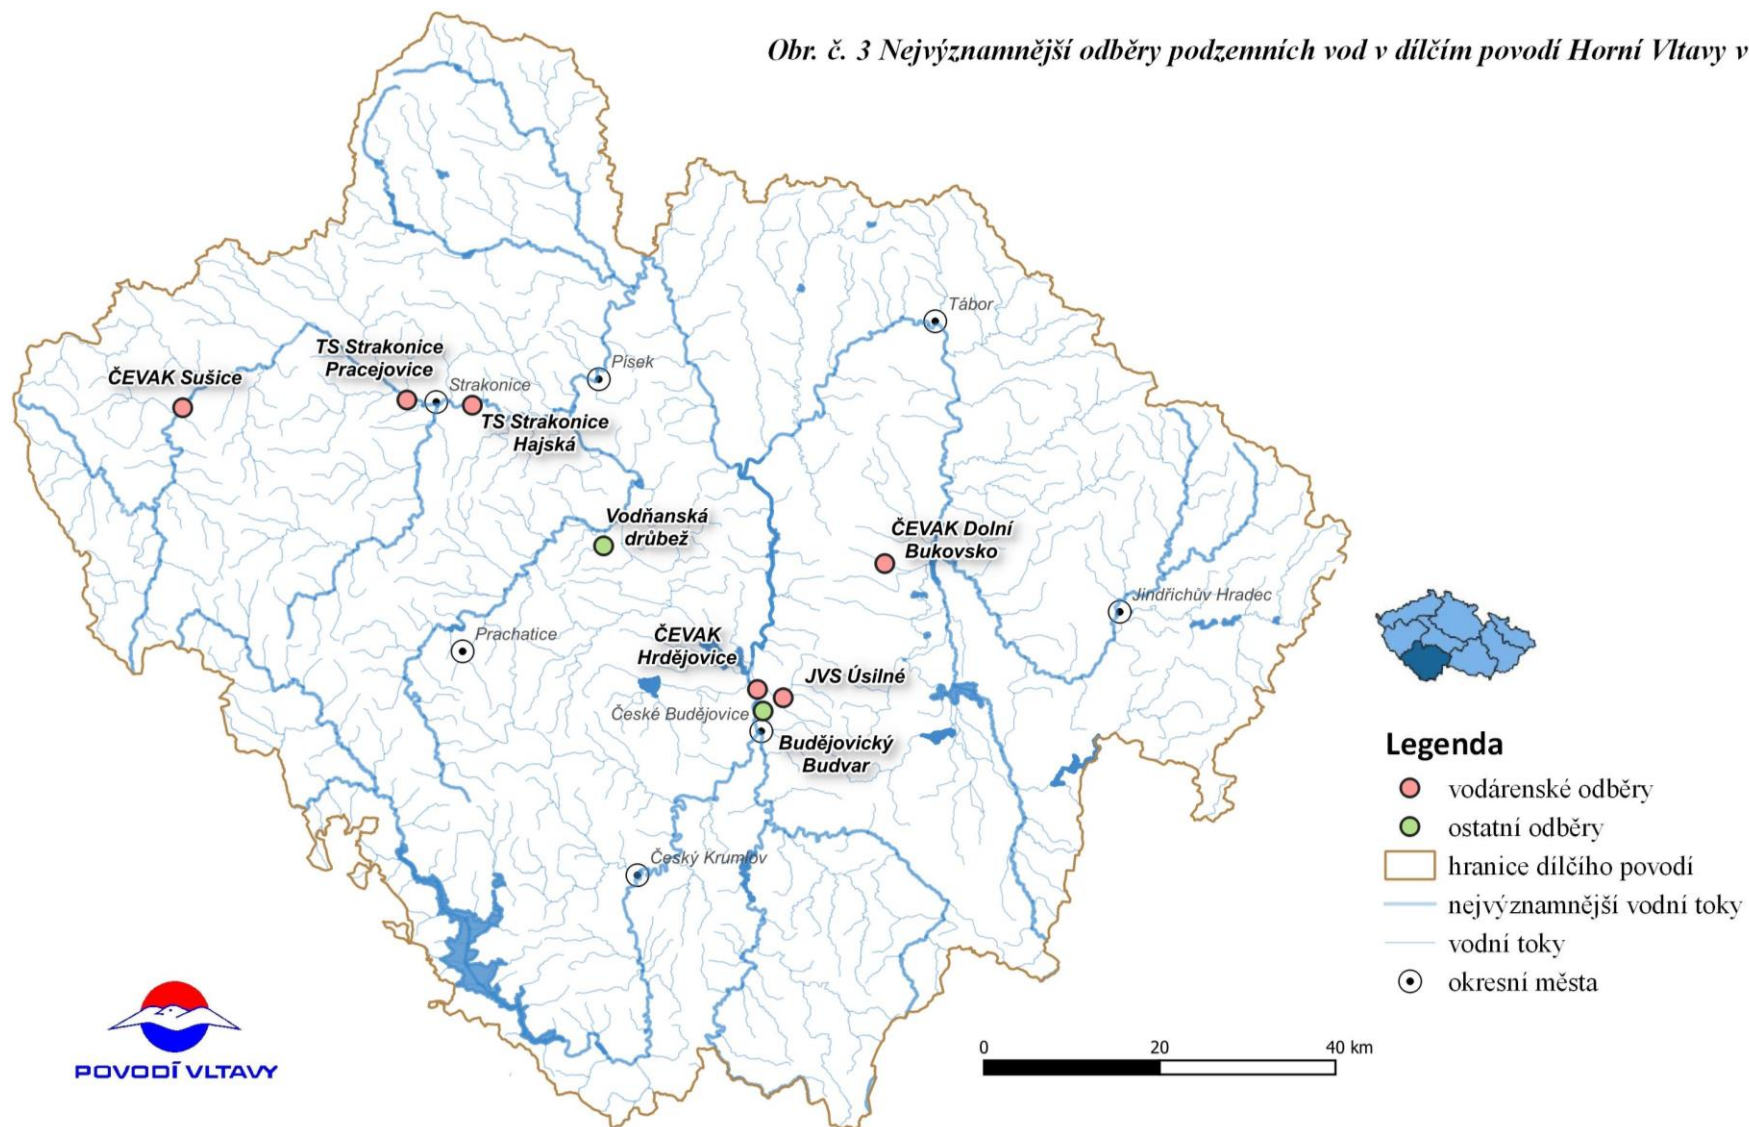 Obr. č. 3 Nejvýznamnější odběry podzemních vod v dílčím povodí Horní Vltavy v
Tábor
Písek
TS Strakonice
Pracejovice
ČEVAK Sušice
Strakonice
TS Strakonice
Hajská
Vodňanská
drůbež
ČEVAK Dolní
Bukovsko
Jindřichův Hradec
Prachatice
ČEVAK
Hrdějovice
JVS Úsilné
České Budějovice
Budějovický
Budvar
Český Krumlov
Legenda
vodárenské odběry
ostatní odběry
hranice dílčího povodí
nejvýznamnější vodní toky
vodní toky
okresní města
POVODÍ VLTAVY
0 20 40 km